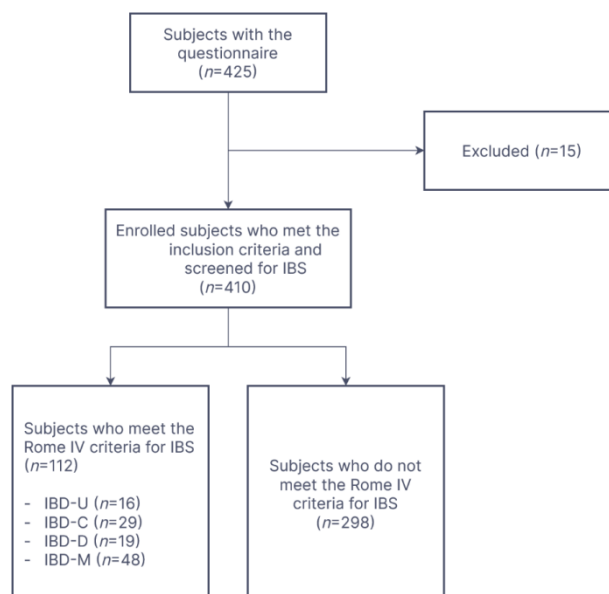 Subjects with the
questionnaire
(n=425)
Excluded (n=15)
Enrolled subjects who met the
inclusion criteria and
screened for IBS
(n=410)
Subjects who meet the
Rome IV criteria for IBS
(n=112)
- IBD-U (n=16)
- IBD-C (n=29)
- IBD-D (n=19)
- IBD-M (n=48)
Subjects who do not
meet the Rome IV
criteria for IBS
(n=298)